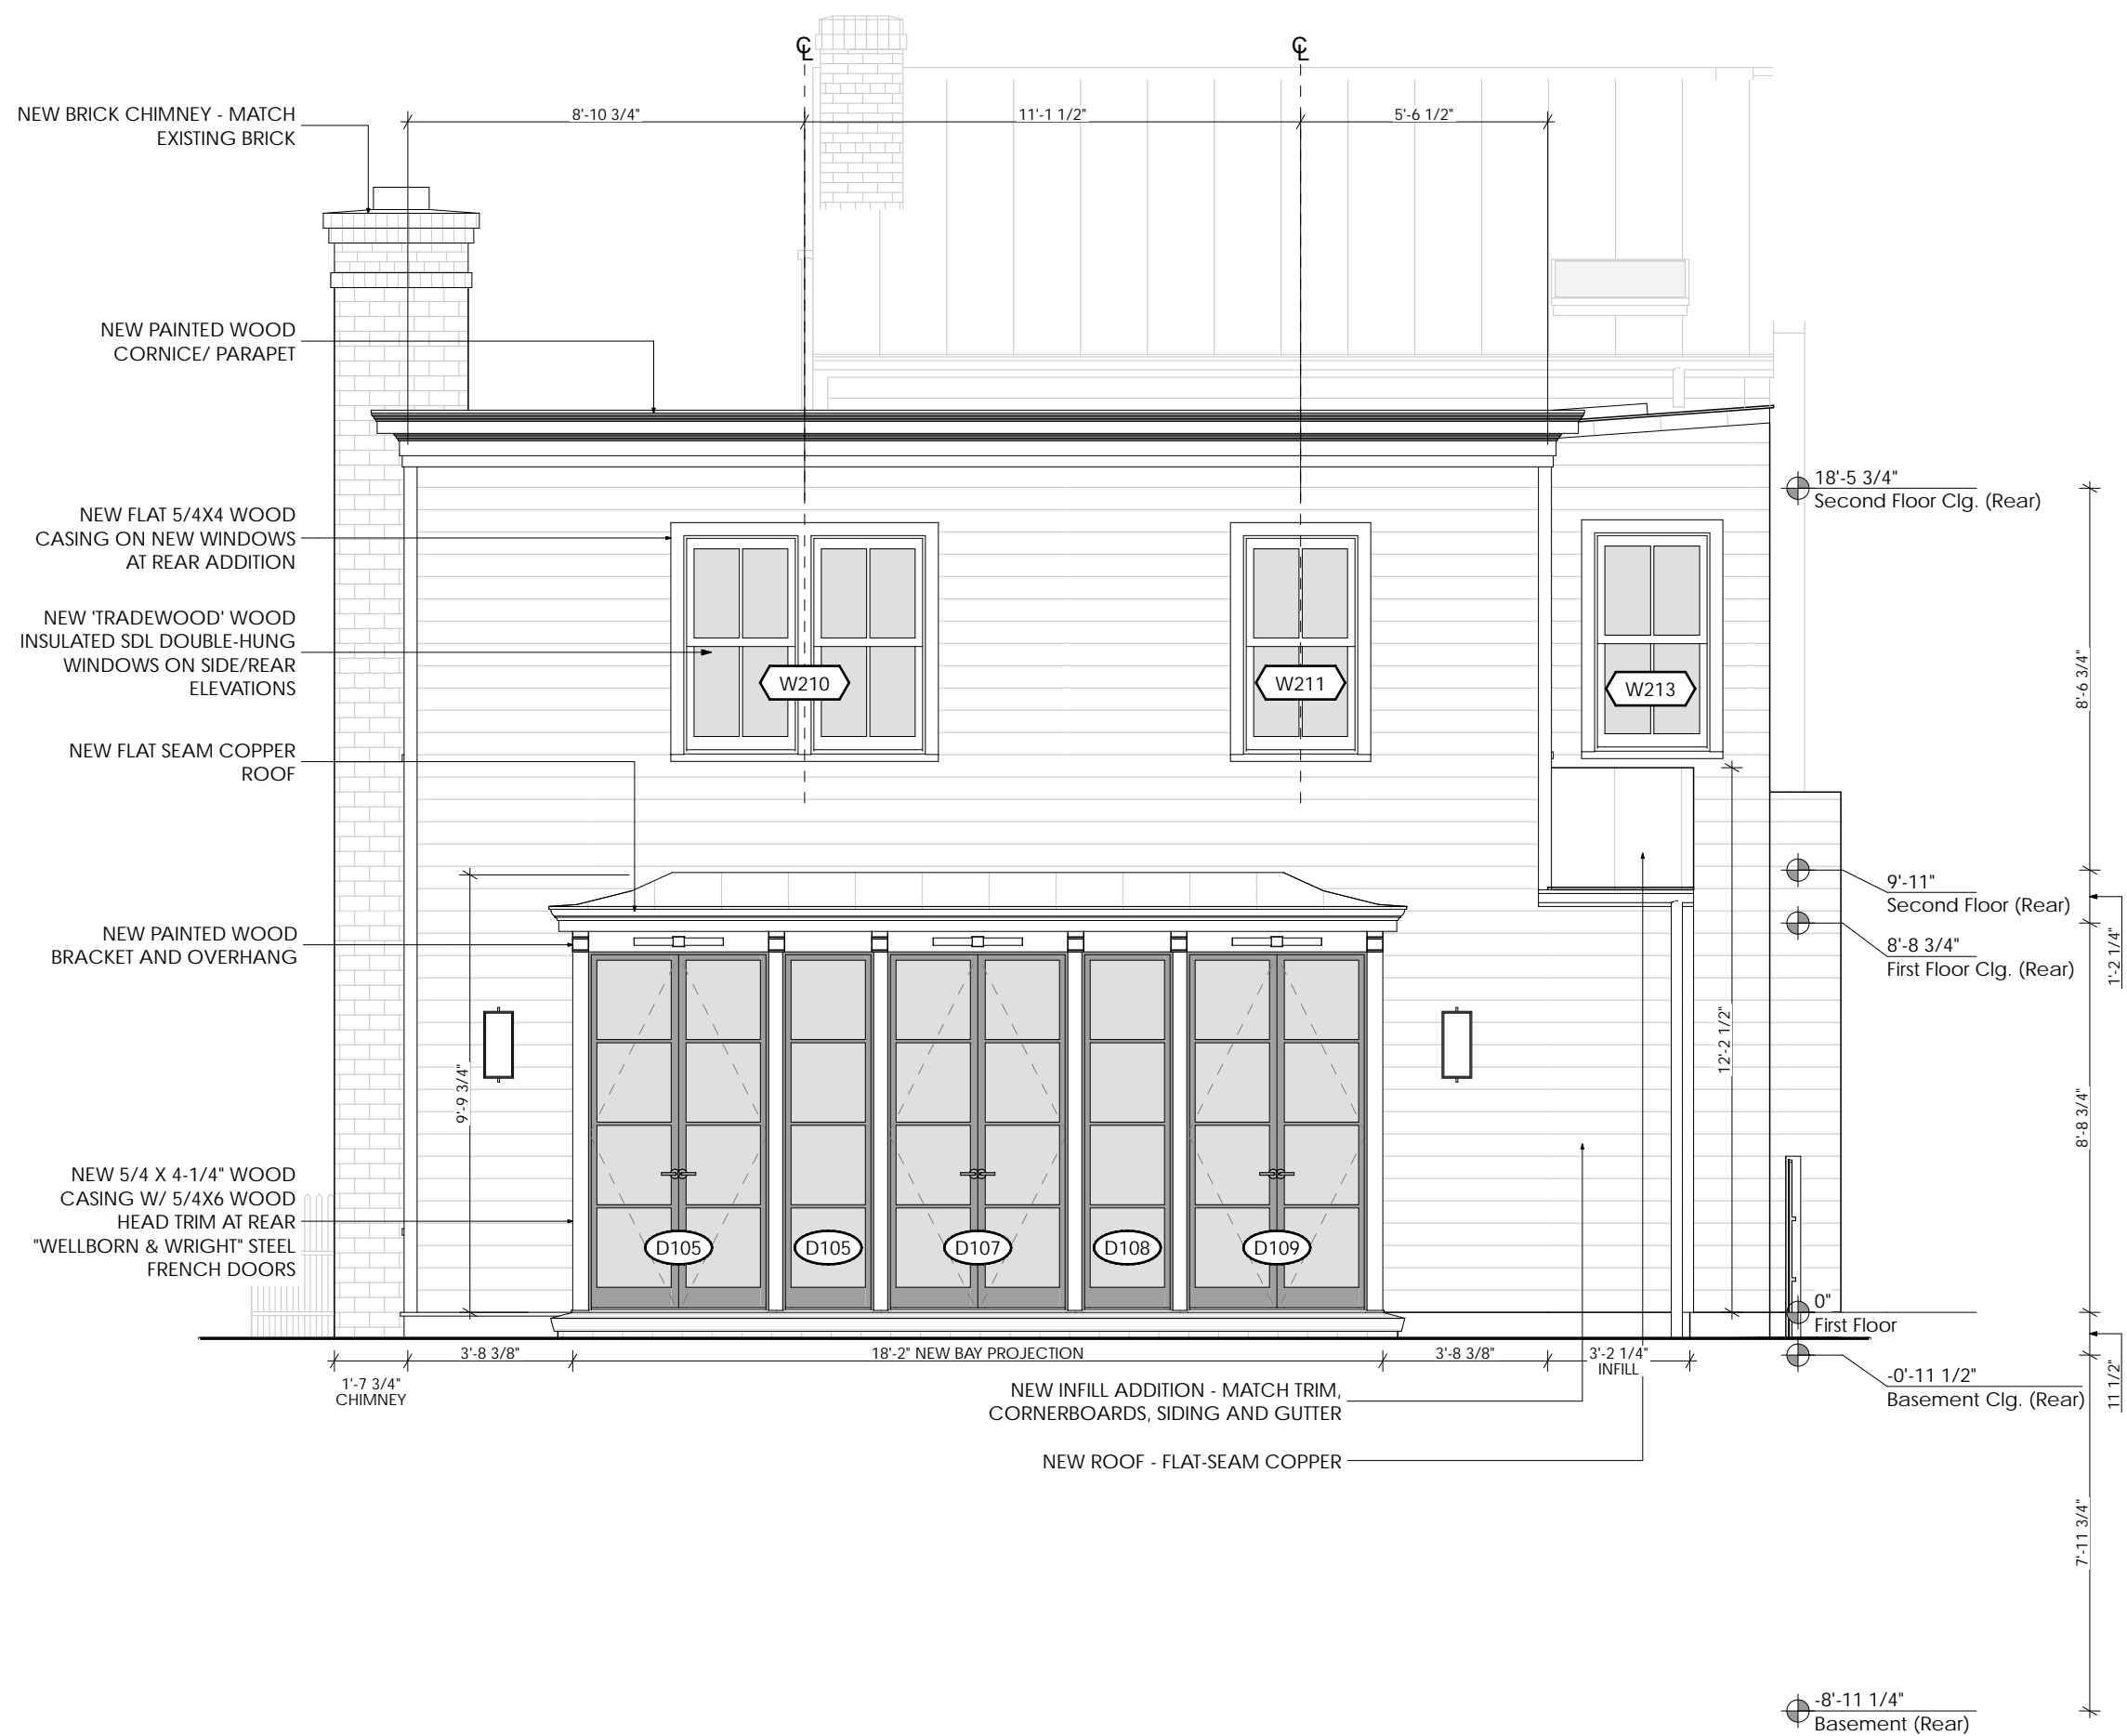 ℄
℄
8'-10 3/4"
11'-1 1/2"
5'-6 1/2"
NEW BRICK CHIMNEY - MATCH
EXISTING BRICK
NEW PAINTED WOOD
CORNICE/ PARAPET
NEW FLAT 5/4X4 WOOD
CASING ON NEW WINDOWS
AT REAR ADDITION
NEW 'TRADEWOOD' WOOD
INSULATED SDL DOUBLE-HUNG
WINDOWS ON SIDE/REAR
ELEVATIONS
NEW FLAT SEAM COPPER
ROOF
NEW PAINTED WOOD
BRACKET AND OVERHANG
NEW 5/4 X 4-1/4" WOOD
CASING W/ 5/4X6 WOOD
HEAD TRIM AT REAR
"WELLBORN & WRIGHT" STEEL
FRENCH DOORS
W210
W211
W213
9'-9 3/4"
12'-2 1/2"
D105
D105
D107
D108
D109
18'-5 3/4"
Second Floor Clg. (Rear)
8'-6 3/4"
9'-11"
Second Floor (Rear)
8'-8 3/4"
First Floor Clg. (Rear)
1'-2 1/4"
8'-8 3/4"
0"
First Floor
-0'-11 1/2"
Basement Clg. (Rear)
11 1/2"
7'-11 3/4"
-8'-11 1/4"
Basement (Rear)
1'-7 3/4"
CHIMNEY
3'-8 3/8"
18'-2" NEW BAY PROJECTION
3'-8 3/8"
3'-2 1/4"
INFILL
NEW INFILL ADDITION - MATCH TRIM,
CORNERBOARDS, SIDING AND GUTTER
NEW ROOF - FLAT-SEAM COPPER